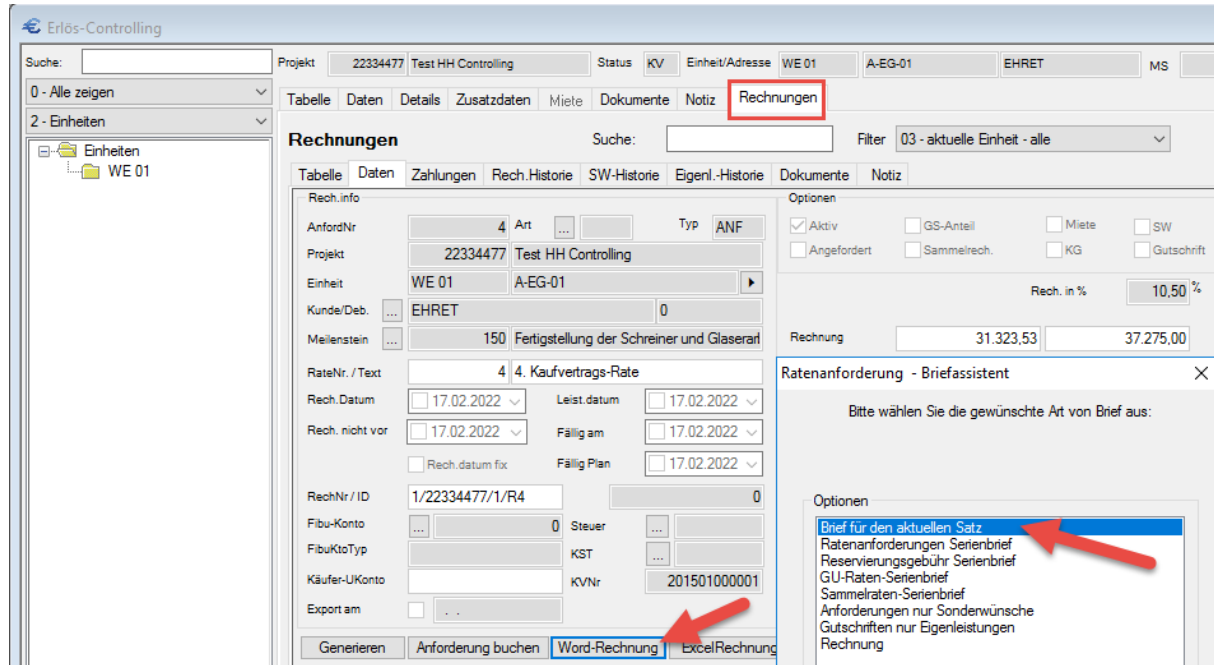 Erlös-Controlling
Suche: Projekt 22334477 Test HH Controlling Status KV Einheit/Adresse WE 01 A-EG-01 EHRET MS
0 - Alle zeigen
Tabelle Daten Details Zusatzdaten Miete Dokumente Notiz Rechnungen
2 - Einheiten
Einheiten
WE 01
Rechnungen Suche: Filter 03 - aktuelle Einheit - alle
Tabelle Daten Zahlungen Rech.Historie SW-Historie Eigenl.-Historie Dokumente Notiz
Rech.info
AnfordNr 4 Art ... Typ ANF
Projekt 22334477 Test HH Controlling
Einheit WE 01 A-EG-01
Kunde/Deb. ... EHRET 0
Meilenstein ... 150 Fertigstellung der Schreiner und Glaserarl
RateNr. / Text 4 4. Kaufvertrags-Rate
Rech.Datum 17.02.2022 Leist.datum 17.02.2022
Rech. nicht vor 17.02.2022 Fällig am 17.02.2022
Rech.datum fix Fällig Plan 17.02.2022
RechNr / ID 1/22334477/1/R4 0
Fibu-Konto ... 0 Steuer ...
FibuKtoTyp KST ...
Käufer-UKonto KVNr 201501000001
Export am . .
Generieren Anforderung buchen Word-Rechnung ExcelRechnung
Optionen
Aktiv GS-Anteil Miete SW
Angefordert Sammelrech. KG Gutschrift
Rech. in % 10,50 %
Rechnung 31.323,53 37.275,00
Ratenanforderung - Briefassistent
Bitte wählen Sie die gewünschte Art von Brief aus:
Optionen
Brief für den aktuellen Satz
Ratenanforderungen Serienbrief
Reservierungsgebühr Serienbrief
GU-Raten-Serienbrief
Sammelraten-Serienbrief
Anforderungen nur Sonderwünsche
Gutschriften nur Eigenleistungen
Rechnung